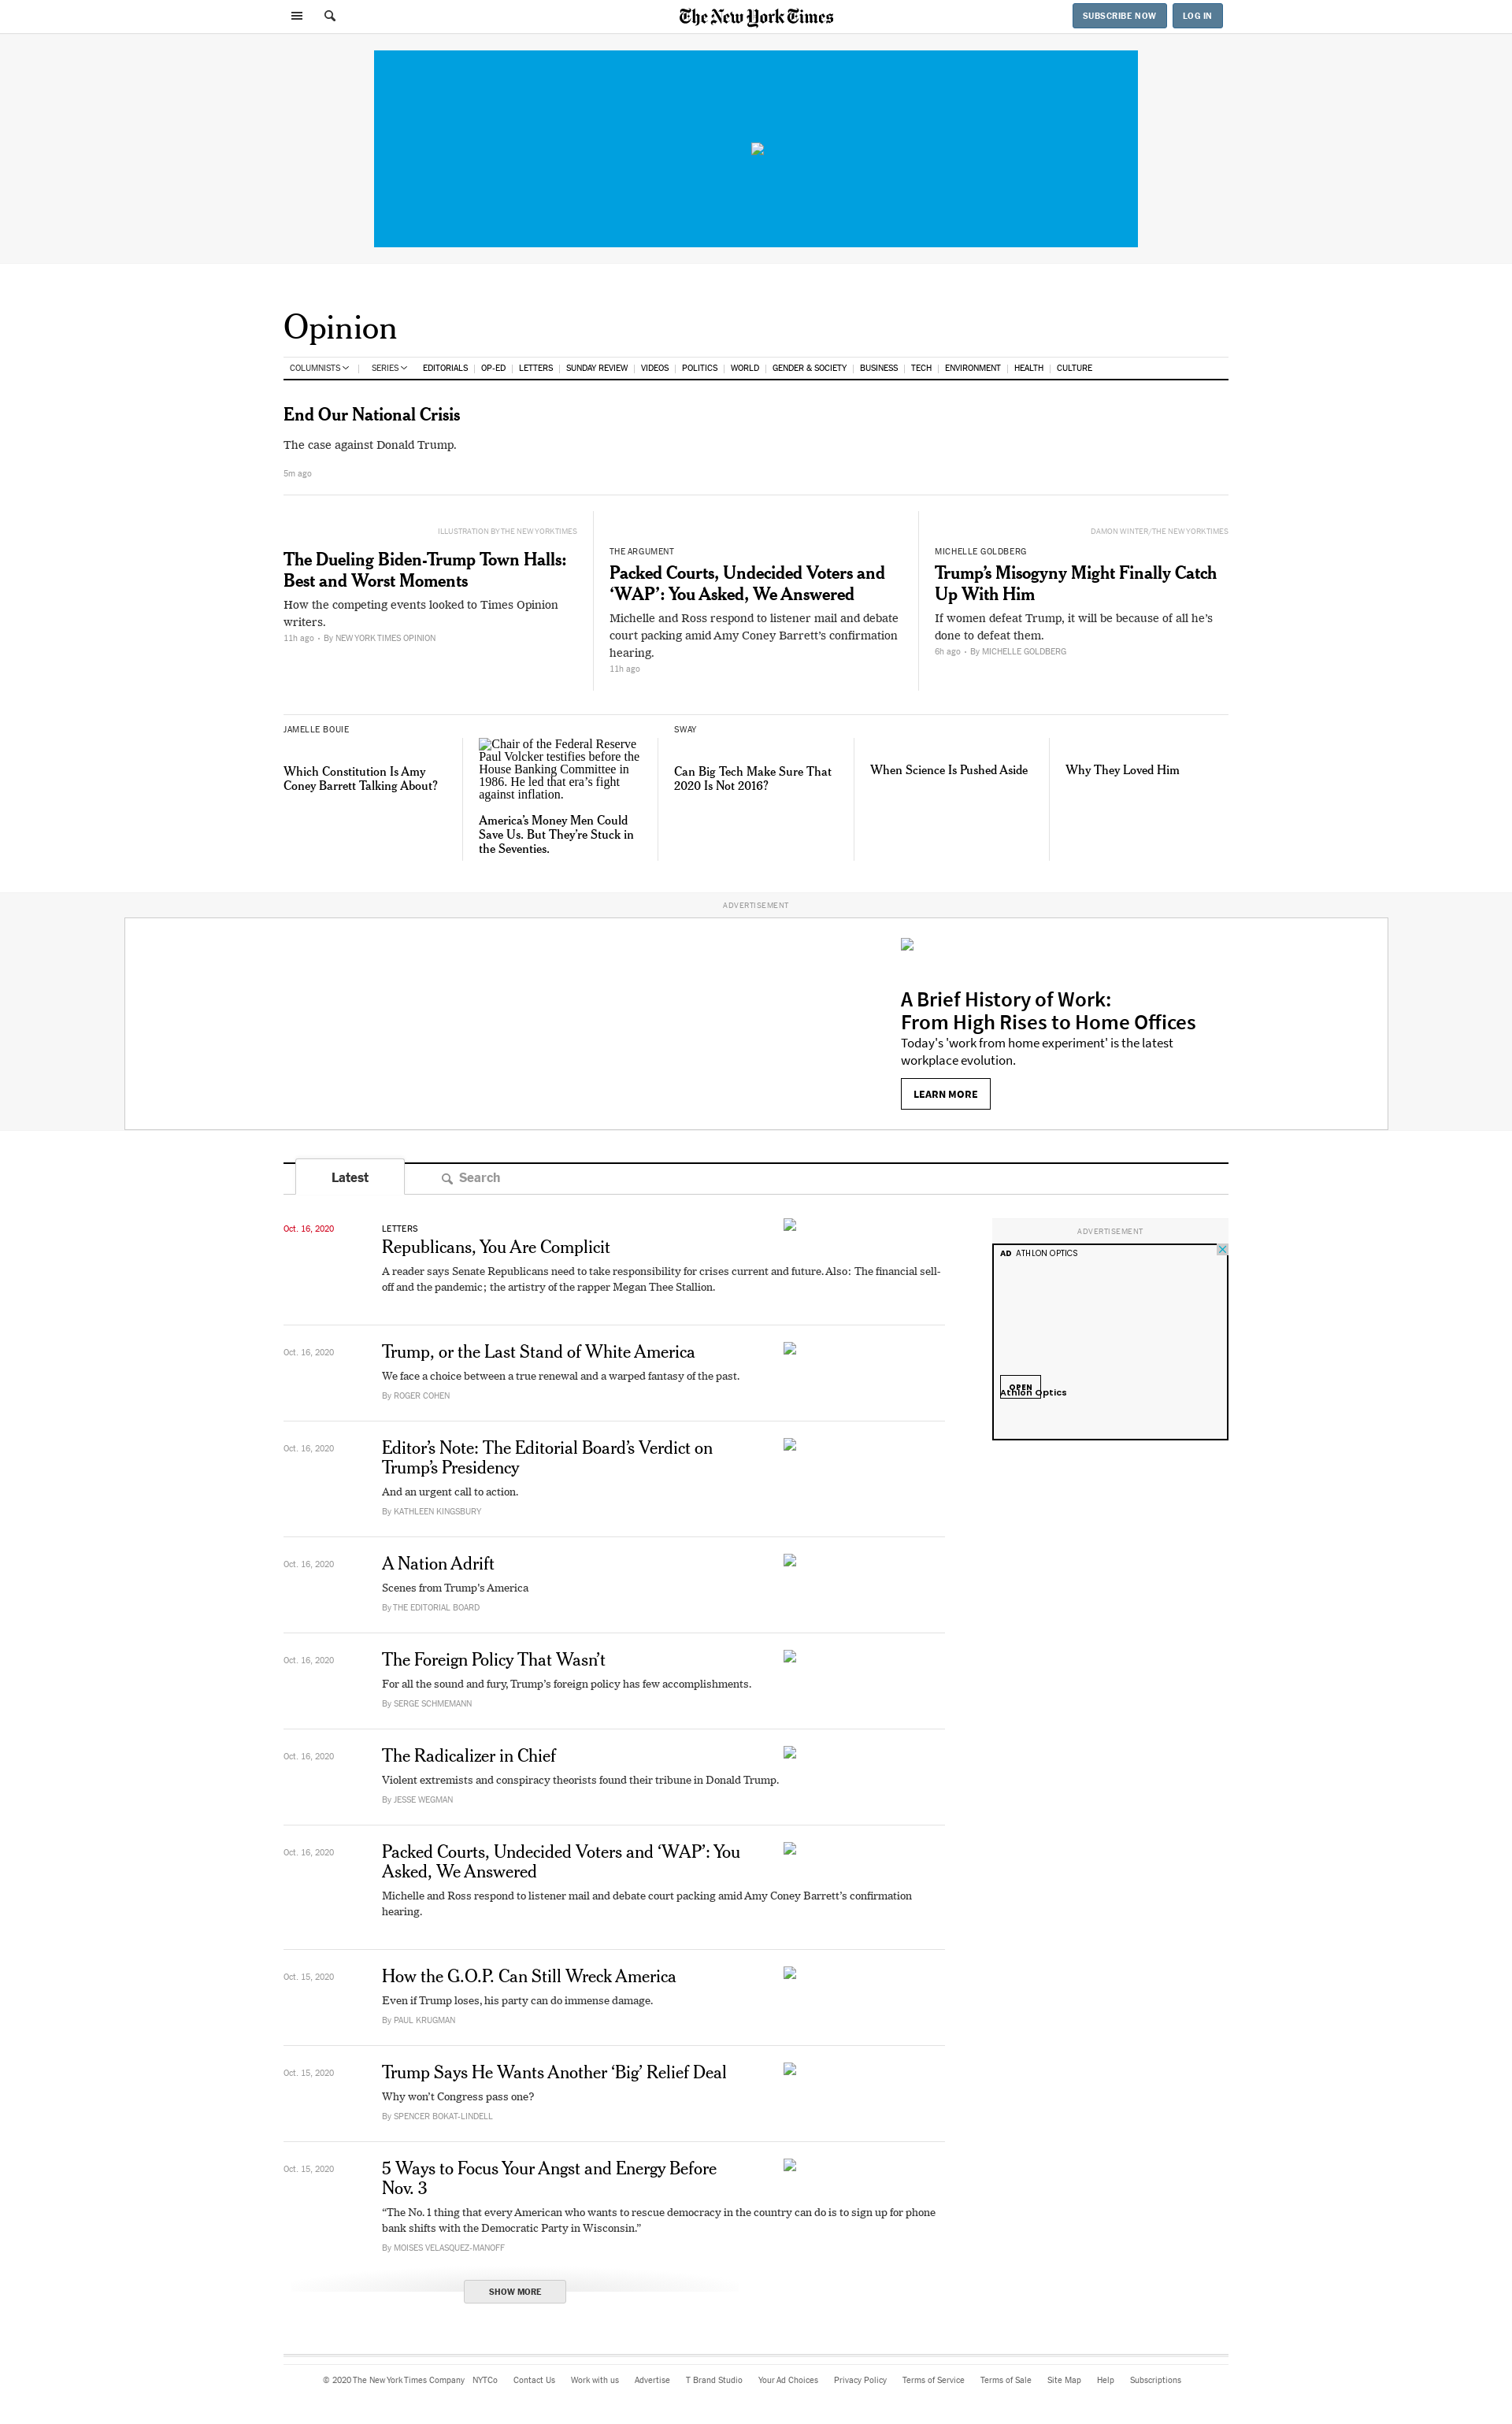 The New York Times
SUBSCRIBE NOW
LOG IN
Opinion
COLUMNISTS
SERIES
EDITORIALS
OP-ED
LETTERS
SUNDAY REVIEW
VIDEOS
POLITICS
WORLD
GENDER & SOCIETY
BUSINESS
TECH
ENVIRONMENT
HEALTH
CULTURE
End Our National Crisis
The case against Donald Trump.
5m ago
ILLUSTRATION BY THE NEW YORK TIMES
The Dueling Biden-Trump Town Halls:
Best and Worst Moments
How the competing events looked to Times Opinion
writers.
11h ago • By NEW YORK TIMES OPINION
THE ARGUMENT
Packed Courts, Undecided Voters and
‘WAP’: You Asked, We Answered
Michelle and Ross respond to listener mail and debate
court packing amid Amy Coney Barrett’s confirmation
hearing.
11h ago
DAMON WINTER/THE NEW YORK TIMES
MICHELLE GOLDBERG
Trump’s Misogyny Might Finally Catch
Up With Him
If women defeat Trump, it will be because of all he’s
done to defeat them.
6h ago • By MICHELLE GOLDBERG
JAMELLE BOUIE
Which Constitution Is Amy
Coney Barrett Talking About?
Chair of the Federal Reserve
Paul Volcker testifies before the
House Banking Committee in
1986. He led that era’s fight
against inflation.
America’s Money Men Could
Save Us. But They’re Stuck in
the Seventies.
SWAY
Can Big Tech Make Sure That
2020 Is Not 2016?
When Science Is Pushed Aside
Why They Loved Him
ADVERTISEMENT
A Brief History of Work:
From High Rises to Home Offices
Today's 'work from home experiment' is the latest
workplace evolution.
LEARN MORE
Latest
Search
Oct. 16, 2020
LETTERS
Republicans, You Are Complicit
A reader says Senate Republicans need to take responsibility for crises current and future. Also: The financial sell-
off and the pandemic; the artistry of the rapper Megan Thee Stallion.
ADVERTISEMENT
AD ATHLON OPTICS
OPEN
Athlon Optics
Oct. 16, 2020
Trump, or the Last Stand of White America
We face a choice between a true renewal and a warped fantasy of the past.
By ROGER COHEN
Oct. 16, 2020
Editor’s Note: The Editorial Board’s Verdict on
Trump’s Presidency
And an urgent call to action.
By KATHLEEN KINGSBURY
Oct. 16, 2020
A Nation Adrift
Scenes from Trump’s America
By THE EDITORIAL BOARD
Oct. 16, 2020
The Foreign Policy That Wasn’t
For all the sound and fury, Trump’s foreign policy has few accomplishments.
By SERGE SCHMEMANN
Oct. 16, 2020
The Radicalizer in Chief
Violent extremists and conspiracy theorists found their tribune in Donald Trump.
By JESSE WEGMAN
Oct. 16, 2020
Packed Courts, Undecided Voters and ‘WAP’: You
Asked, We Answered
Michelle and Ross respond to listener mail and debate court packing amid Amy Coney Barrett’s confirmation
hearing.
Oct. 15, 2020
How the G.O.P. Can Still Wreck America
Even if Trump loses, his party can do immense damage.
By PAUL KRUGMAN
Oct. 15, 2020
Trump Says He Wants Another ‘Big’ Relief Deal
Why won’t Congress pass one?
By SPENCER BOKAT-LINDELL
Oct. 15, 2020
5 Ways to Focus Your Angst and Energy Before
Nov. 3
“The No. 1 thing that every American who wants to rescue democracy in the country can do is to sign up for phone
bank shifts with the Democratic Party in Wisconsin.”
By MOISES VELASQUEZ-MANOFF
SHOW MORE
© 2020 The New York Times Company
NYTCo
Contact Us
Work with us
Advertise
T Brand Studio
Your Ad Choices
Privacy Policy
Terms of Service
Terms of Sale
Site Map
Help
Subscriptions